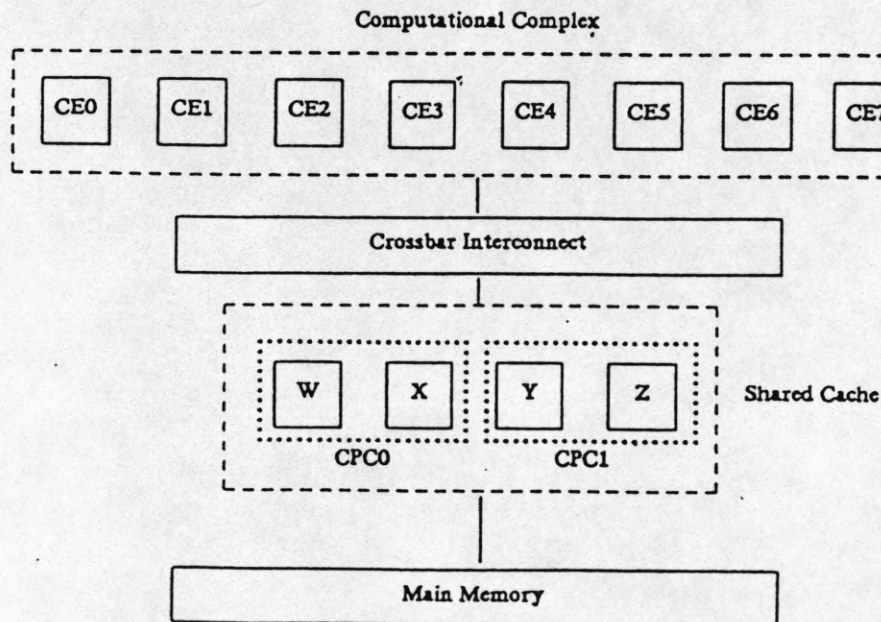 Computational Complex
CE0 CE1 CE2 CE3 CE4 CE5 CE6 CE7
Crossbar Interconnect
W X Y Z
Shared Cache
CPC0 CPC1
Main Memory